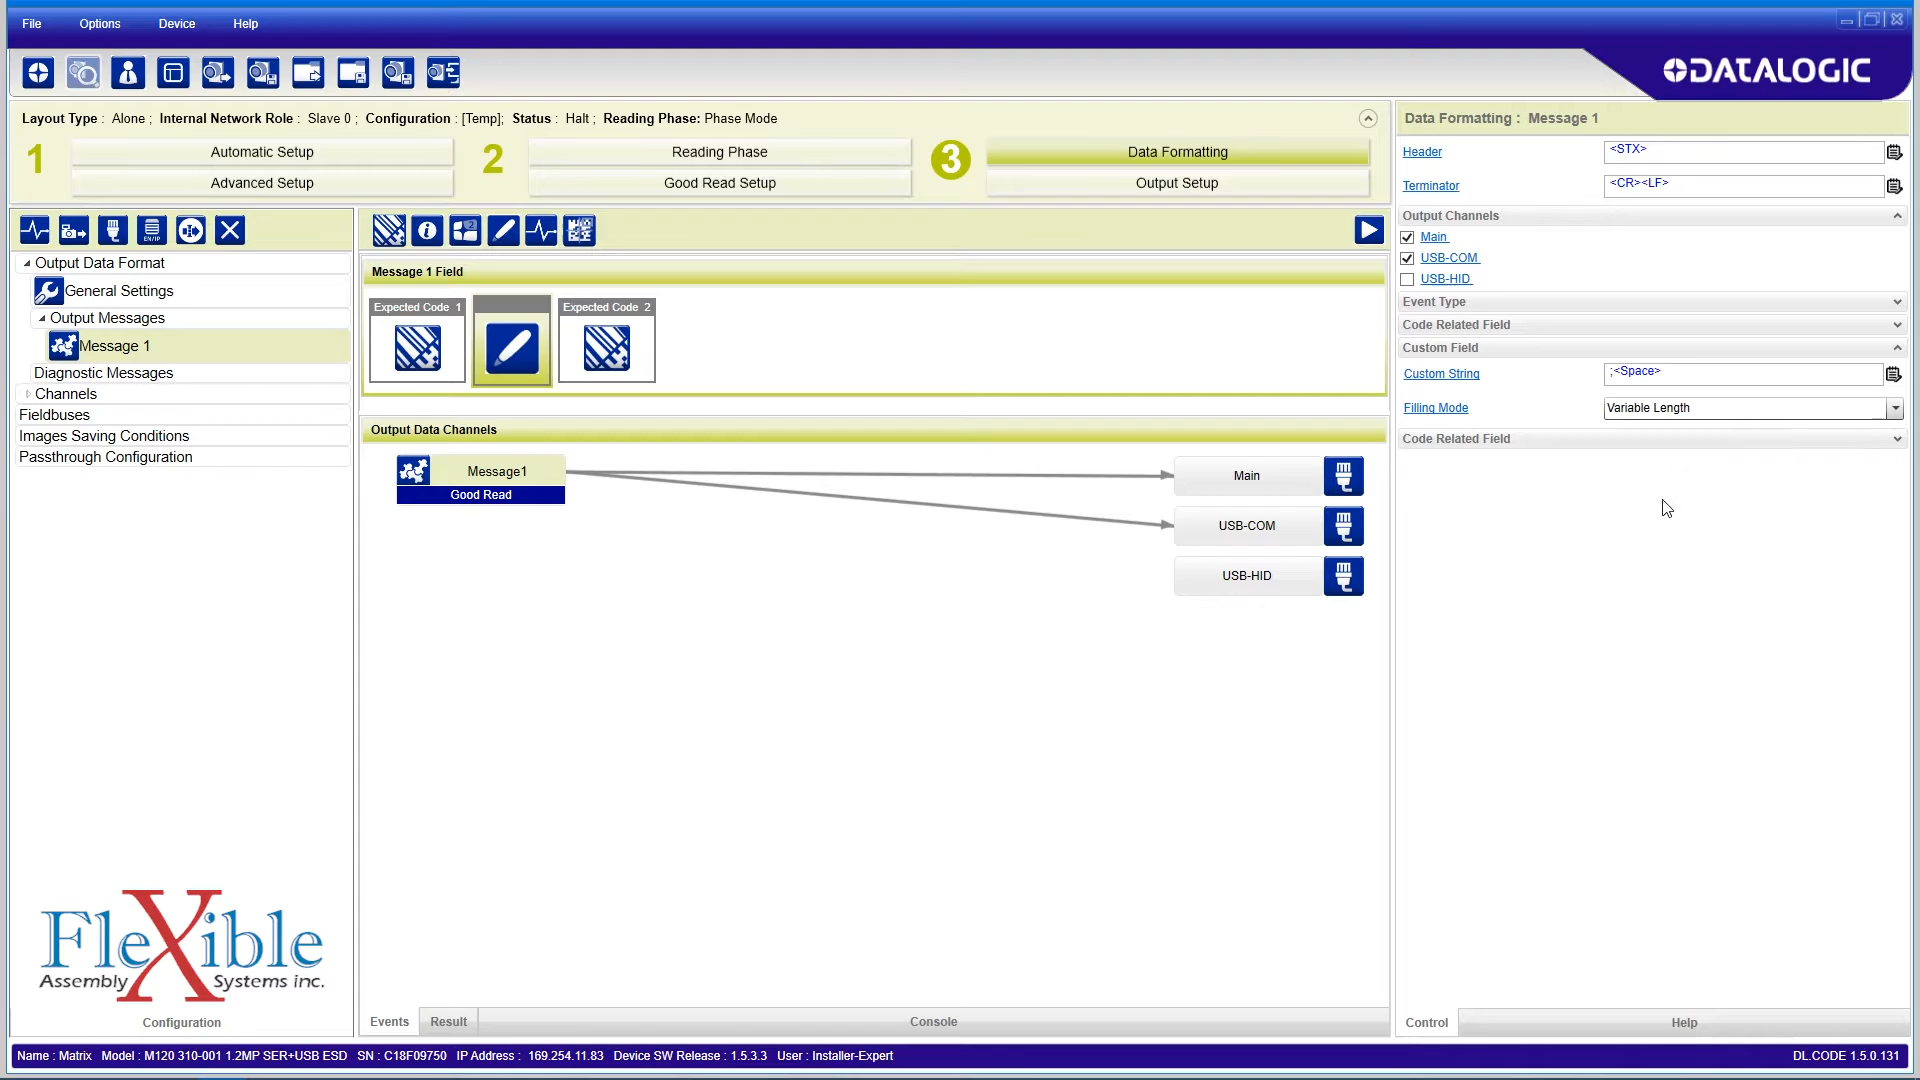 File Options Device Help
DATALOGIC
Layout Type : Alone ; Internal Network Role : Slave 0 ; Configuration : [Temp]; Status : Halt ; Reading Phase: Phase Mode
1
Automatic Setup
Advanced Setup
2
Reading Phase
Good Read Setup
3
Data Formatting
Output Setup
EN/IP
Output Data Format
General Settings
Output Messages
Message 1
Diagnostic Messages
Channels
Fieldbuses
Images Saving Conditions
Passthrough Configuration
FleXible
Assembly Systems inc.
Configuration
Message 1 Field
Expected Code 1
Expected Code 2
Output Data Channels
Message1
Good Read
Main
USB-COM
USB-HID
Events Result Console
Data Formatting : Message 1
Header <STX>
Terminator <CR><LF>
Output Channels
Main
USB-COM
USB-HID
Event Type
Code Related Field
Custom Field
Custom String ;<Space>
Filling Mode Variable Length
Code Related Field
Control Help
Name : Matrix Model : M120 310-001 1.2MP SER+USB ESD SN : C18F09750 IP Address : 169.254.11.83 Device SW Release : 1.5.3.3 User : Installer-Expert
DL.CODE 1.5.0.131